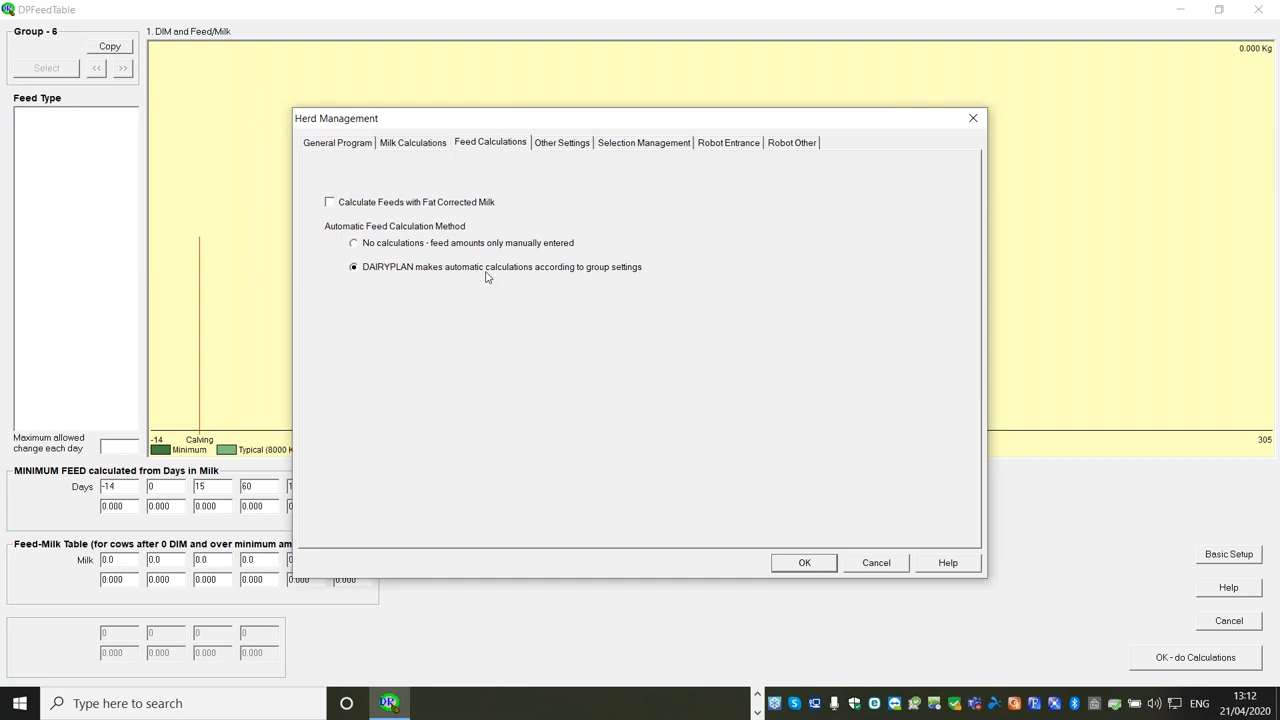 DPFeedTable
Group - 6
Copy
Select
<<
>>
Feed Type
1. DIM and Feed/Milk
0.000 Kg
Herd Management
General Program
Milk Calculations
Feed Calculations
Other Settings
Selection Management
Robot Entrance
Robot Other
Calculate Feeds with Fat Corrected Milk
Automatic Feed Calculation Method
No calculations - feed amounts only manually entered
DAIRYPLAN makes automatic calculations according to group settings
OK
Cancel
Help
-14
Calving
305
Minimum
Typical (8000
Maximum allowed
change each day
MINIMUM FEED calculated from Days in Milk
Days -14 0 15 60
0.000 0.000 0.000 0.000
Feed-Milk Table (for cows after 0 DIM and over minimum
Milk 0.0 0.0 0.0 0.0
0.000 0.000 0.000 0.000 0.000 0.000
0 0 0 0
0.000 0.000 0.000 0.000
Basic Setup
Help
Cancel
OK - do Calculations
Type here to search
ENG
13:12
21/04/2020